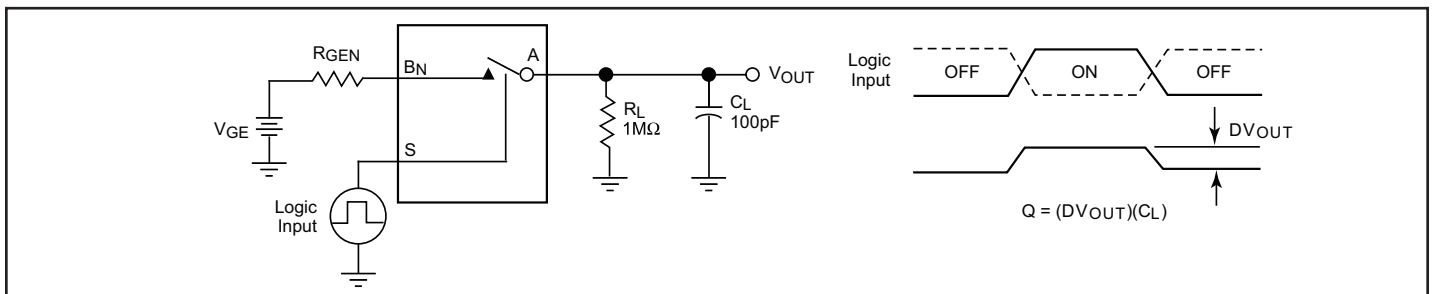 RGEN
BN
A
VOUT
VGE
RL
1MΩ
CL
100pF
S
Logic
Input
Logic
Input
OFF
ON
OFF
DVOUT
Q = (DVOUT)(CL)